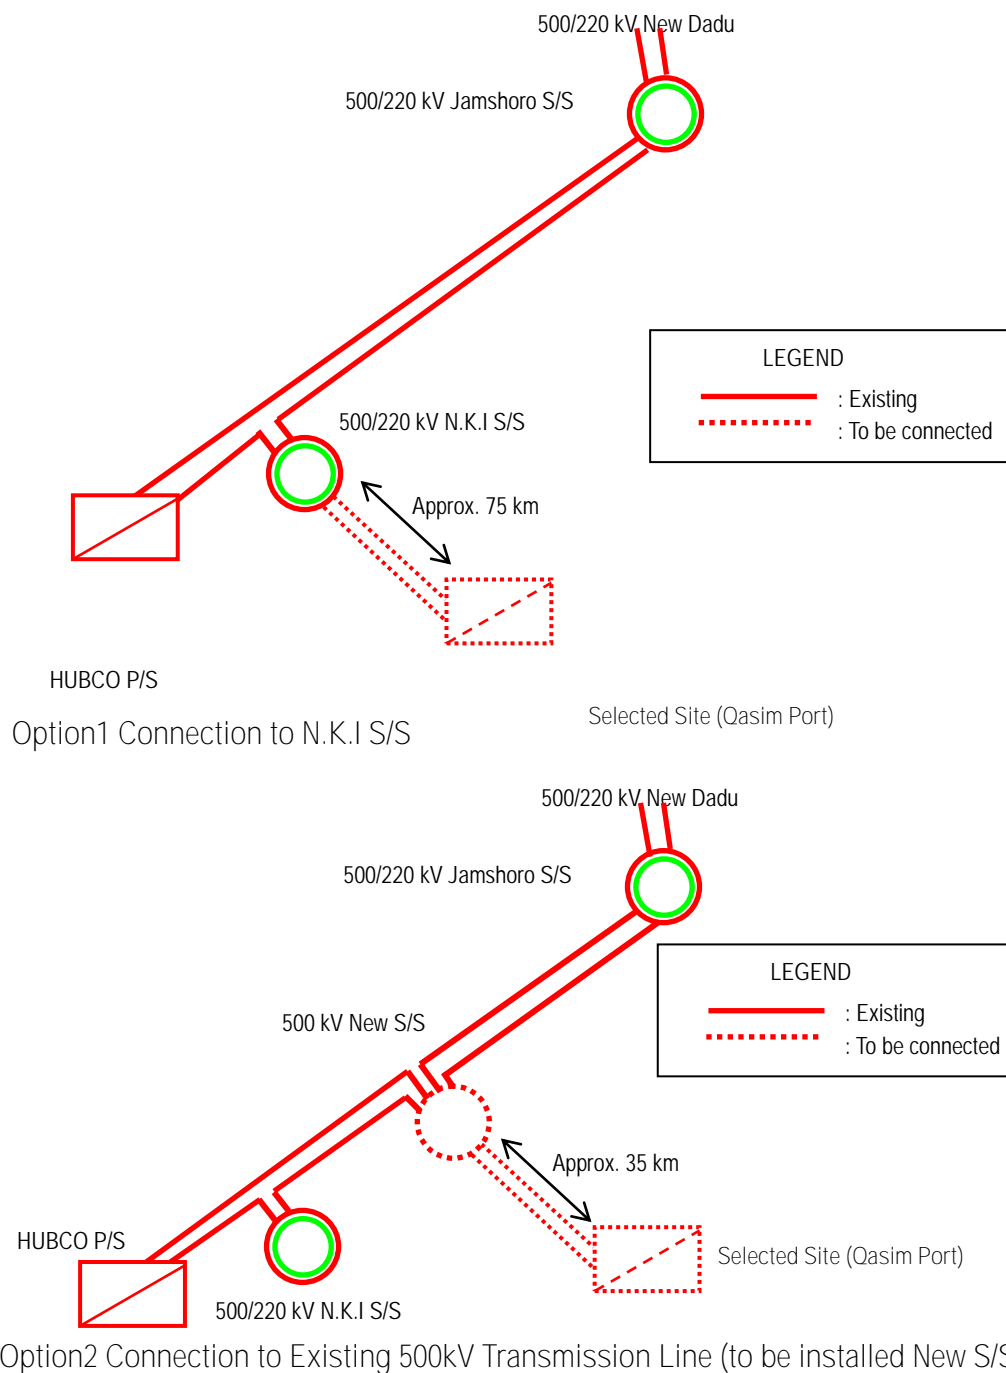 500/220 kV New Dadu
500/220 kV Jamshoro S/S
LEGEND
: Existing
: To be connected
500/220 kV N.K.I S/S
Approx. 75 km
HUBCO P/S
Selected Site (Qasim Port)
Option1 Connection to N.K.I S/S
500/220 kV New Dadu
500/220 kV Jamshoro S/S
LEGEND
: Existing
: To be connected
500 kV New S/S
Approx. 35 km
HUBCO P/S
Selected Site (Qasim Port)
500/220 kV N.K.I S/S
Option2 Connection to Existing 500kV Transmission Line (to be installed New S/S